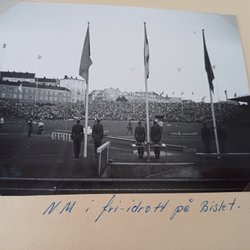 NM i fri-idrott på Bislet.